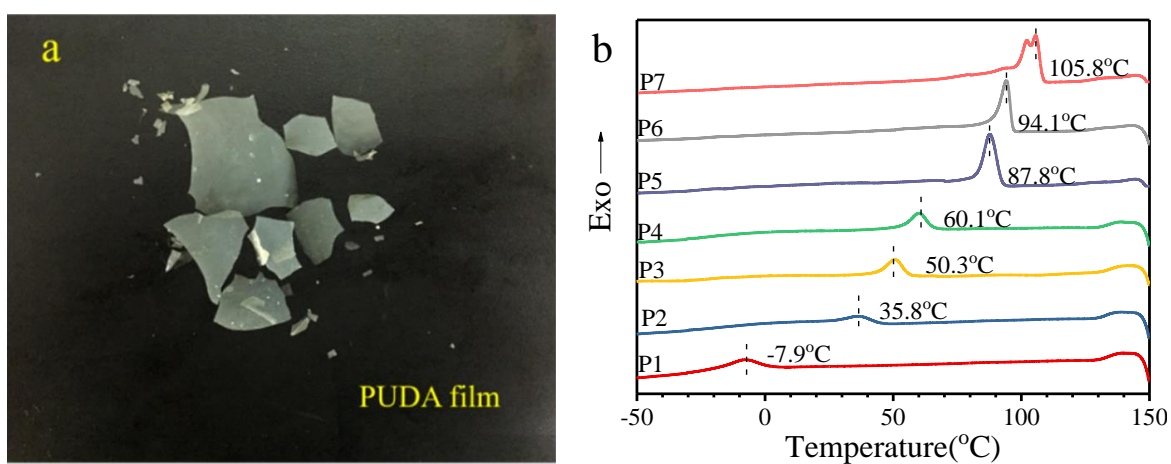 a
PUDA film
b
P7
105.8°C
P6
94.1°C
P5
87.8°C
P4
60.1°C
P3
50.3°C
P2
35.8°C
P1
-7.9°C
Exo
-50
0
50
100
150
Temperature(°C)